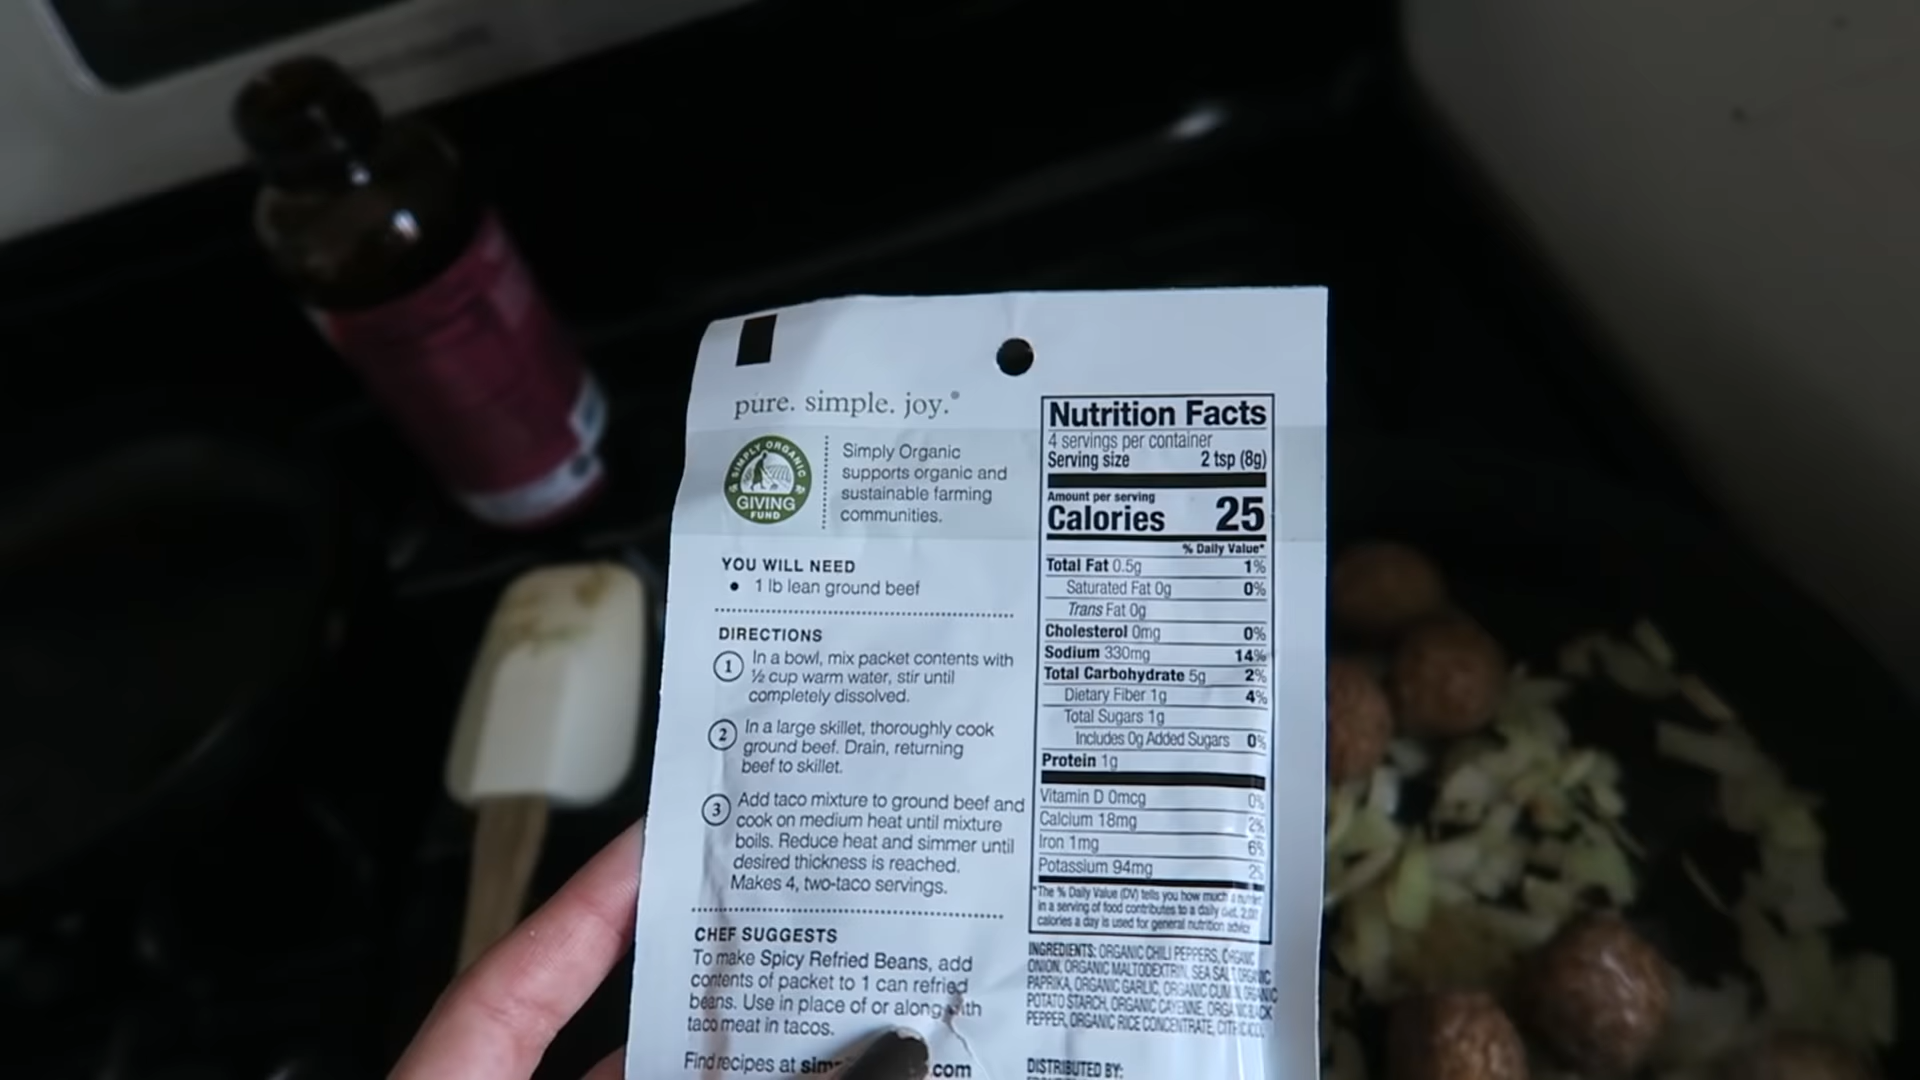 pure. simple. joy.®
SIMPLY ORGANIC
GIVING
FUND
Simply Organic
supports organic and
sustainable farming
communities.
YOU WILL NEED
• 1 lb lean ground beef
DIRECTIONS
1 In a bowl, mix packet contents with
½ cup warm water, stir until
completely dissolved.
2 In a large skillet, thoroughly cook
ground beef. Drain, returning
beef to skillet.
3 Add taco mixture to ground beef and
cook on medium heat until mixture
boils. Reduce heat and simmer until
desired thickness is reached.
Makes 4, two-taco servings.
CHEF SUGGESTS
To make Spicy Refried Beans, add
contents of packet to 1 can refried
beans. Use in place of or along with
taco meat in tacos.
Find recipes at .com
Nutrition Facts
4 servings per container
Serving size 2 tsp (8g)
Amount per serving
Calories 25
% Daily Value*
Total Fat 0.5g 1%
Saturated Fat 0g 0%
Trans Fat 0g
Cholesterol 0mg 0%
Sodium 330mg 14%
Total Carbohydrate 5g 2%
Dietary Fiber 1g 4%
Total Sugars 1g
Includes 0g Added Sugars 0%
Protein 1g
Vitamin D 0mcg 0%
Calcium 18mg 2%
Iron 1mg 6%
Potassium 94mg 2%
*The % Daily Value (DV) tells you how much a
in a serving of food contributes to a daily
calories a day is used for general nutrition advice
INGREDIENTS: ORGANIC CHILI PEPPERS, ORGANIC
ONION, ORGANIC MALTODEXTRIN, SEA SALT, ORGANIC
PAPRIKA, ORGANIC GARLIC, ORGANIC CUMIN, ORGANIC
POTATO STARCH, ORGANIC CAYENNE, ORGANIC BLACK
PEPPER, ORGANIC RICE CONCENTRATE,
DISTRIBUTED BY: